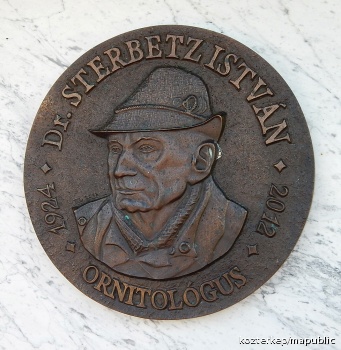 Dr. STERBETZ ISTVÁN
1924
2012
ORNITOLÓGUS
kozterkep/mapublic